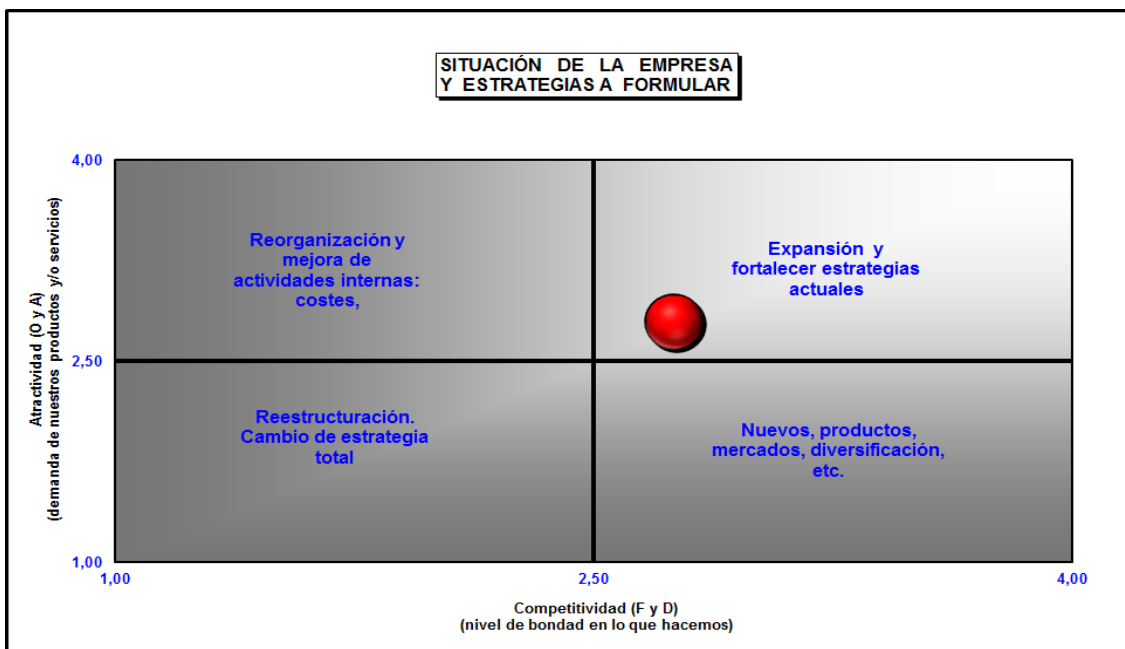 SITUACIÓN DE LA EMPRESA
Y ESTRATEGIAS A FORMULAR
Atractividad (O y A)
(demanda de nuestros productos y/o servicios)
4,00
2,50
1,00
Reorganización y
mejora de
actividades internas:
costes,
Expansión y
fortalecer estrategias
actuales
Reestructuración.
Cambio de estrategia
total
Nuevos, productos,
mercados, diversificación,
etc.
1,00
2,50
4,00
Competitividad (F y D)
(nivel de bondad en lo que hacemos)